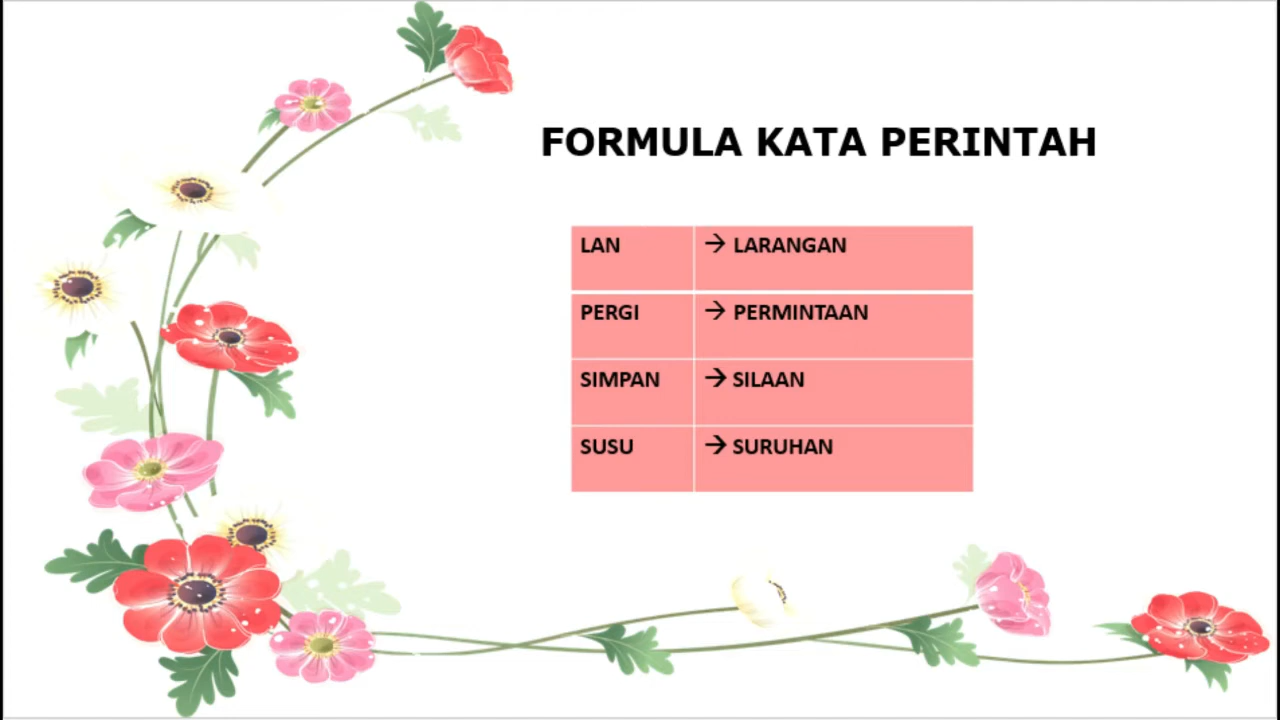 FORMULA KATA PERINTAH
LAN → LARANGAN
PERGI → PERMINTAAN
SIMPAN → SILAAN
SUSU → SURUHAN